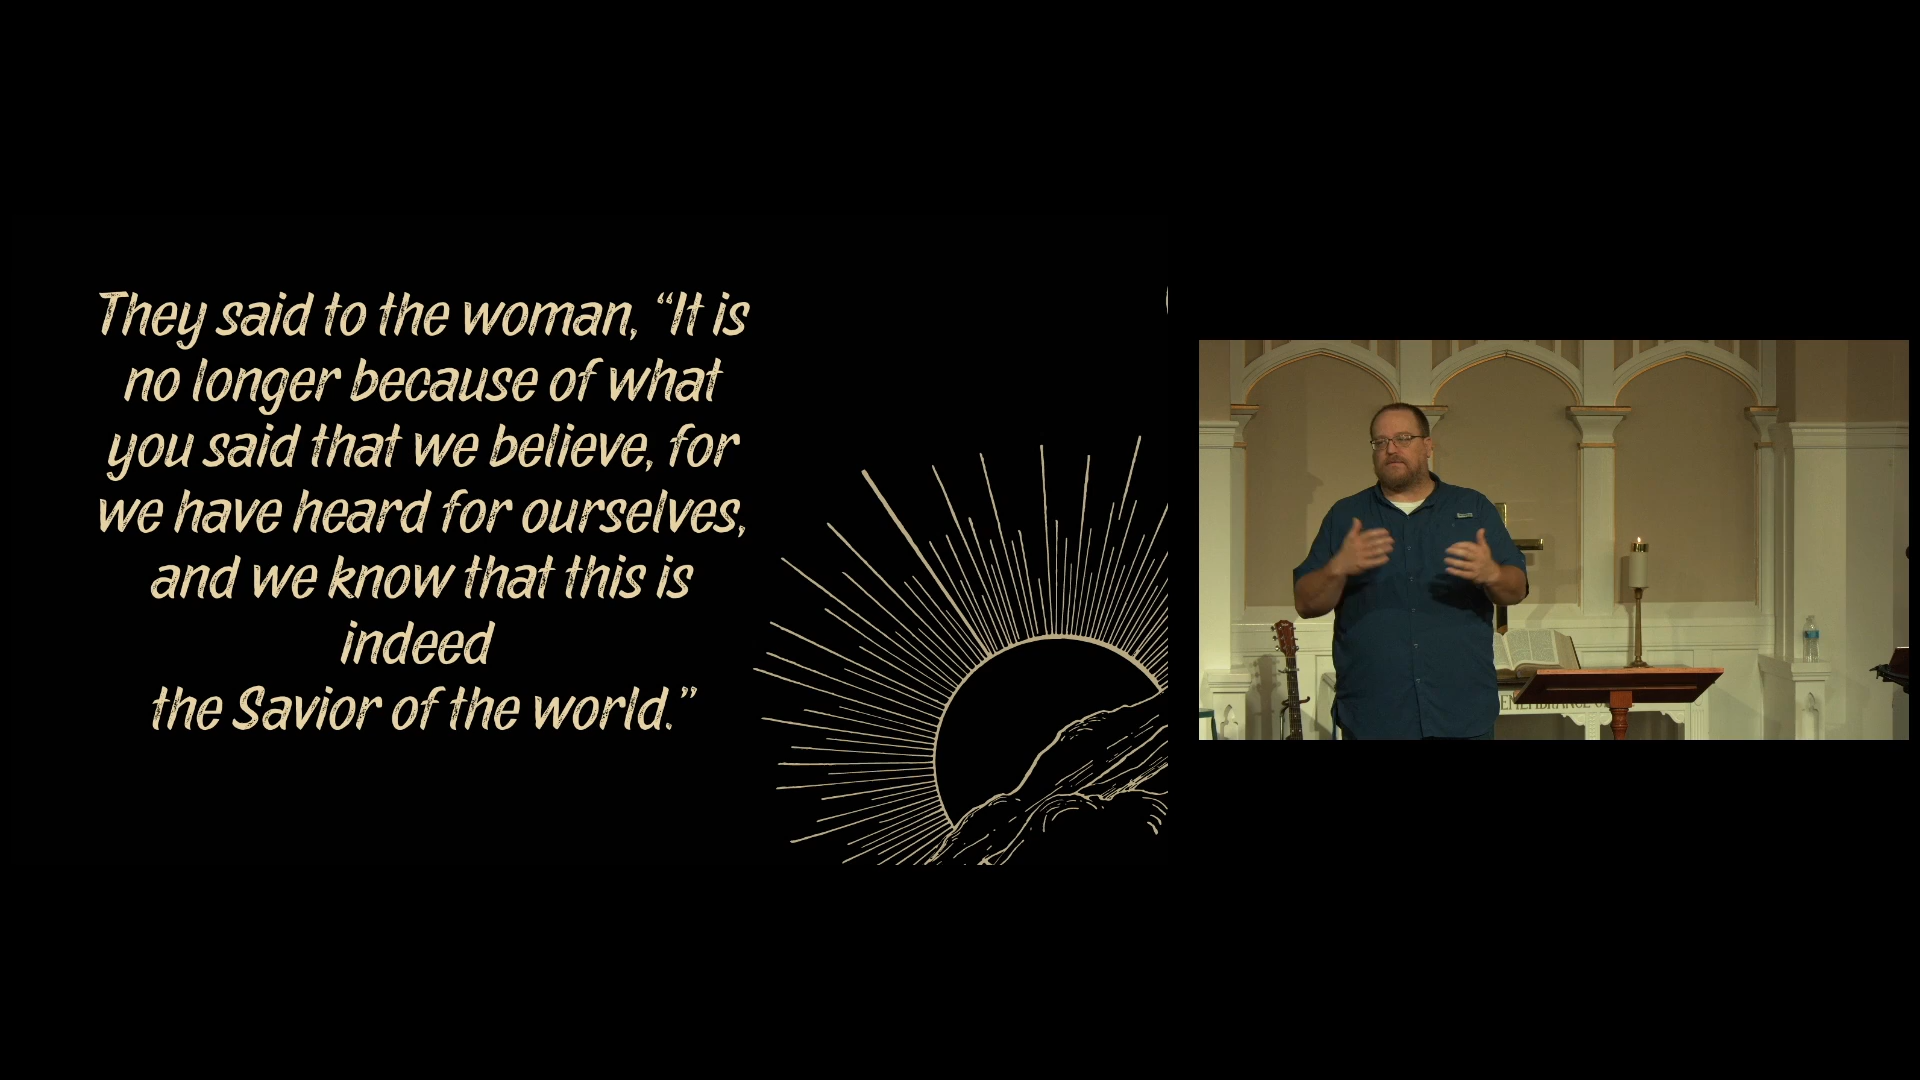 They said to the woman, “It is
no longer because of what
you said that we believe, for
we have heard for ourselves,
and we know that this is
indeed
the Savior of the world.”